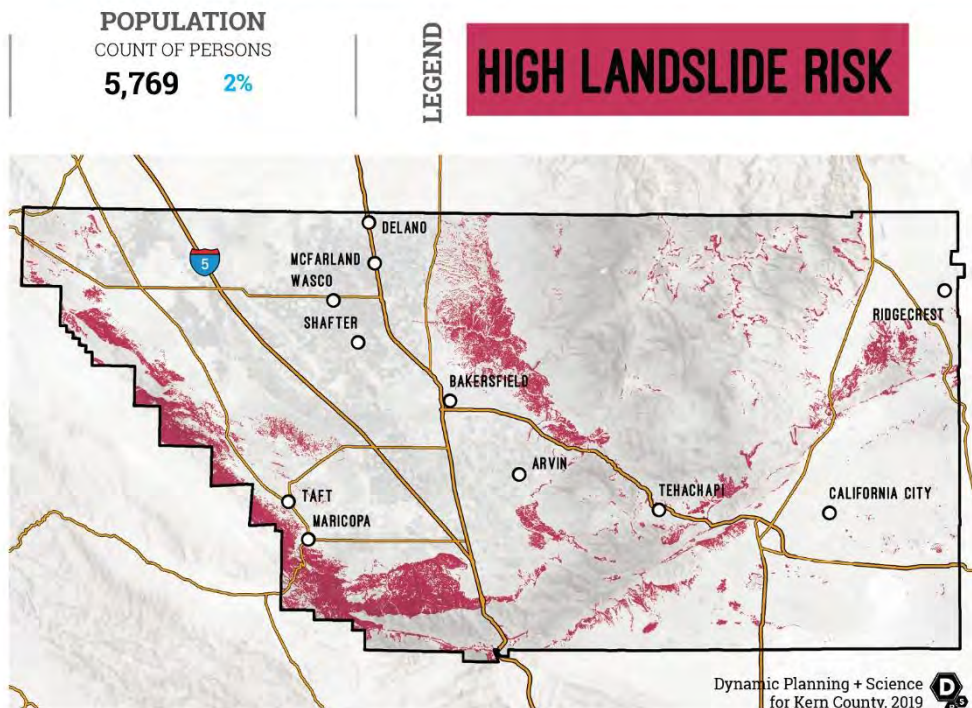 POPULATION
COUNT OF PERSONS
5,769 2%
LEGEND
HIGH LANDSLIDE RISK
DELANO
MCFARLAND
WASCO
5
SHAFTER
RIDGECREST
BAKERSFIELD
ARVIN
TEHACHAPI
CALIFORNIA CITY
TAFT
MARICOPA
Dynamic Planning + Science
for Kern County, 2019
D